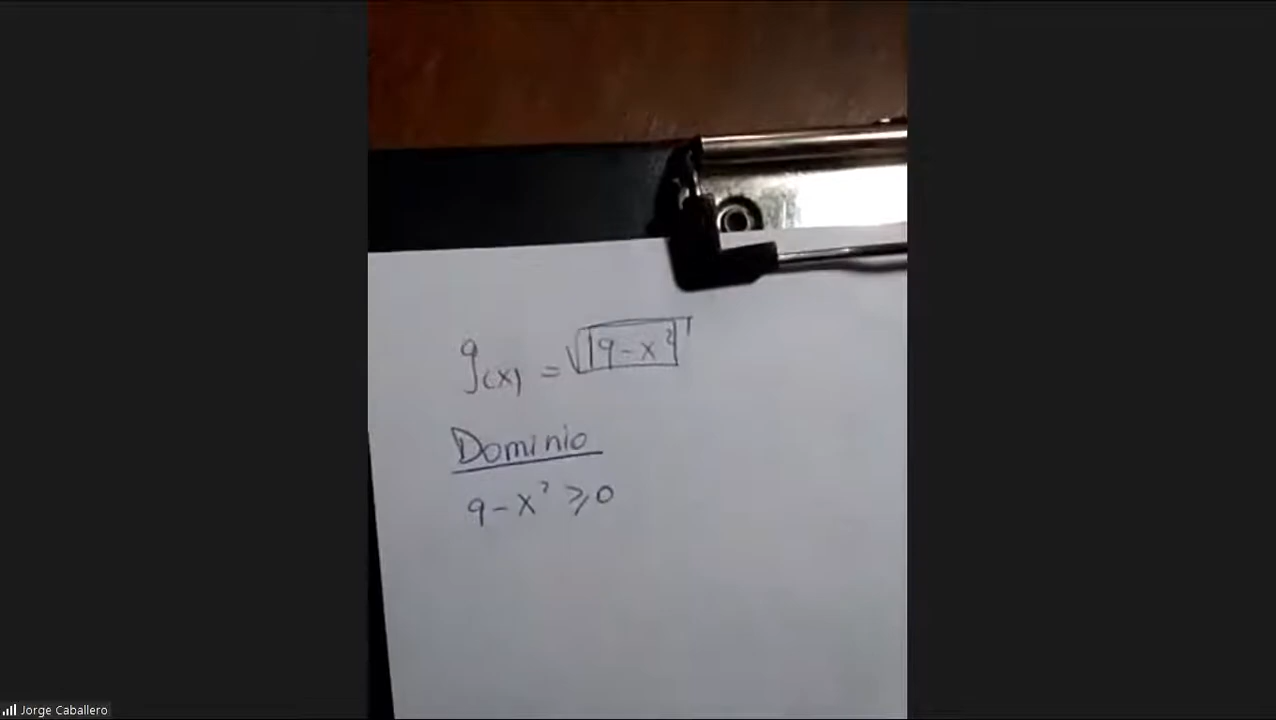 g(x) = √9-x²
Dominio
9-x² ≥0
Jorge Caballero